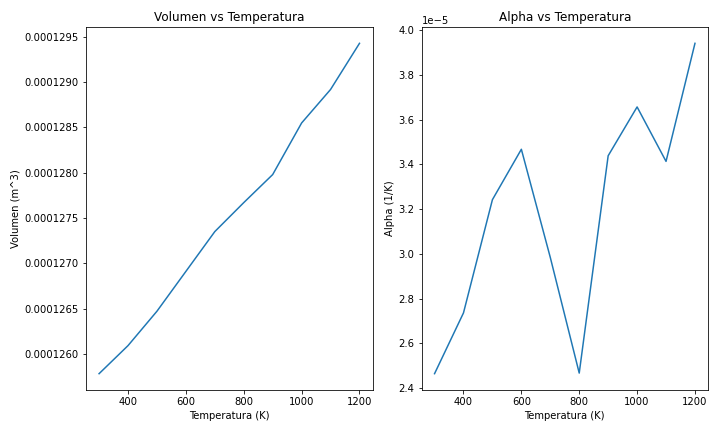 Volumen vs Temperatura
Volumen (m^3)
0.0001295
0.0001290
0.0001285
0.0001280
0.0001275
0.0001270
0.0001265
0.0001260
400 600 800 1000 1200
Temperatura (K)
Alpha vs Temperatura
1e−5
Alpha (1/K)
4.0
3.8
3.6
3.4
3.2
3.0
2.8
2.6
2.4
400 600 800 1000 1200
Temperatura (K)